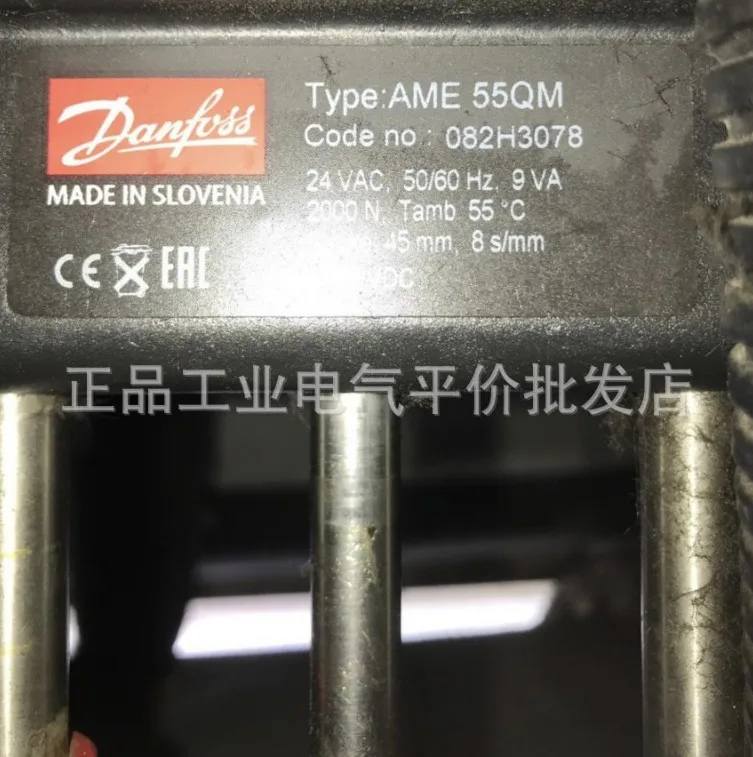 Danfoss
MADE IN SLOVENIA
CE EAC
Type:AME 55QM
Code no : 082H3078
24 VAC, 50/60 Hz, 9 VA
2000 N, Tamb 55 °C
45 mm, 8 s/mm
VDC
正品工业电气平价批发店